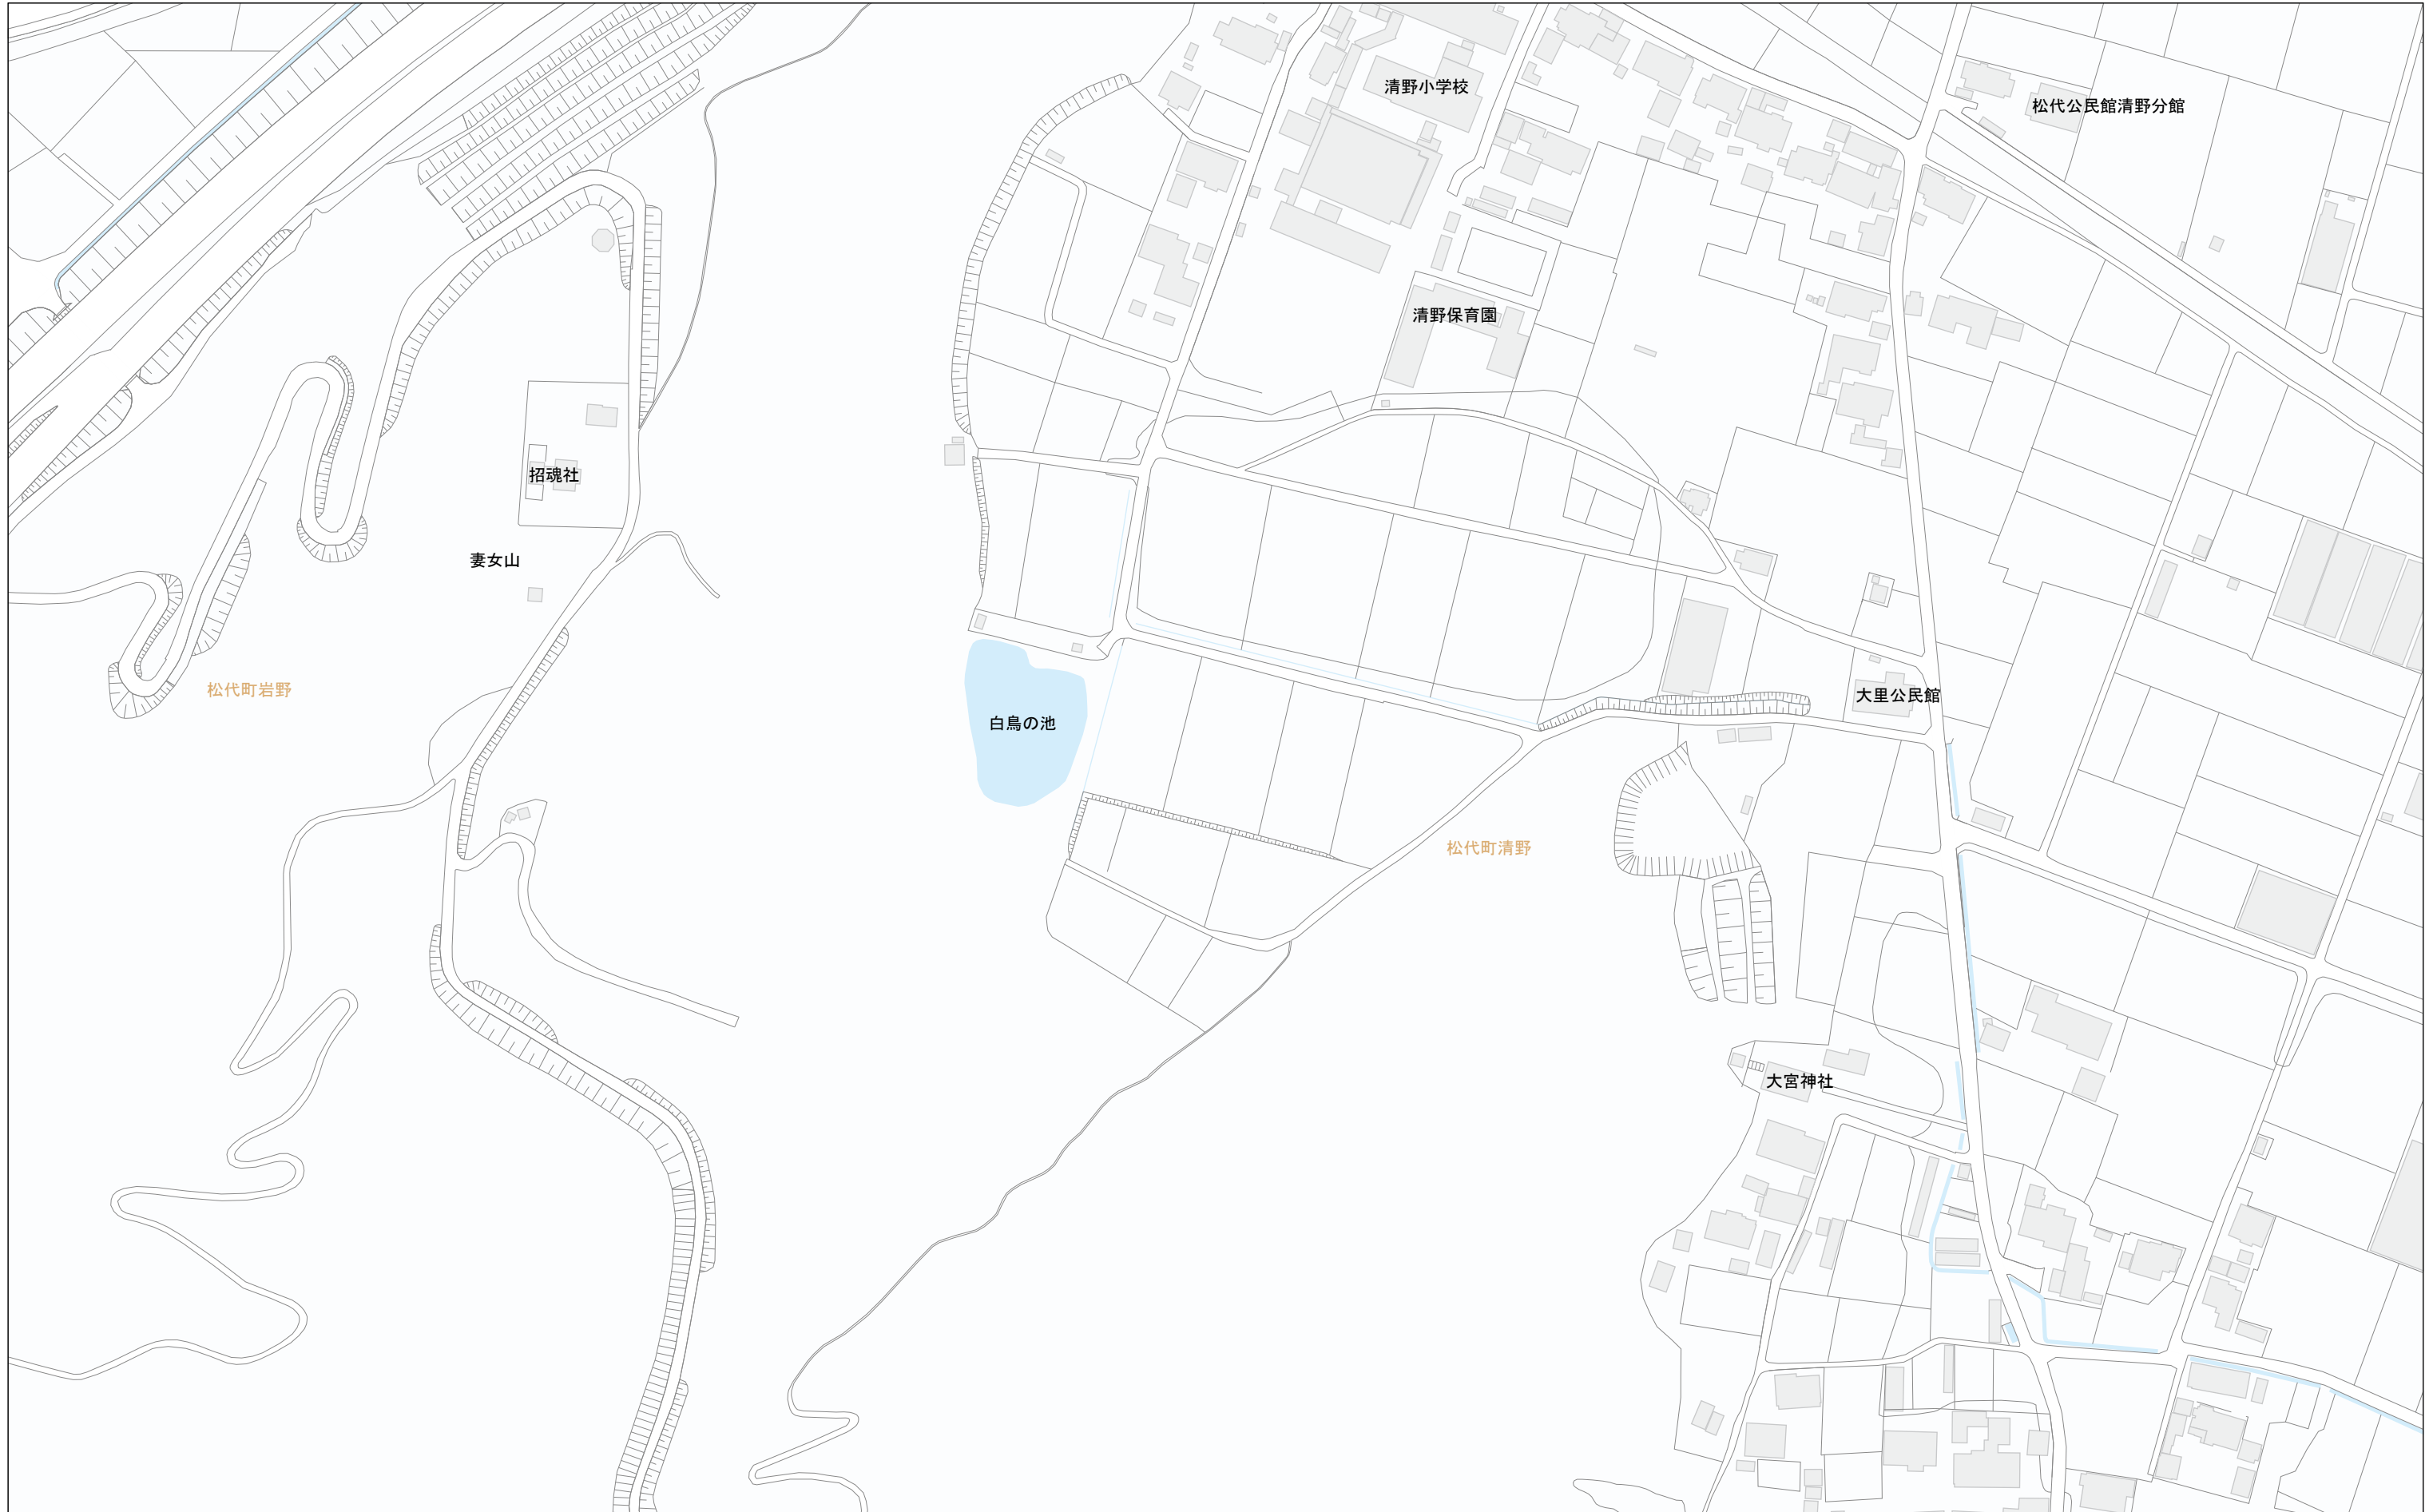 清野小学校
松代公民館清野分館
清野保育園
招魂社
妻女山
松代町岩野
大里公民館
白鳥の池
松代町清野
大宮神社